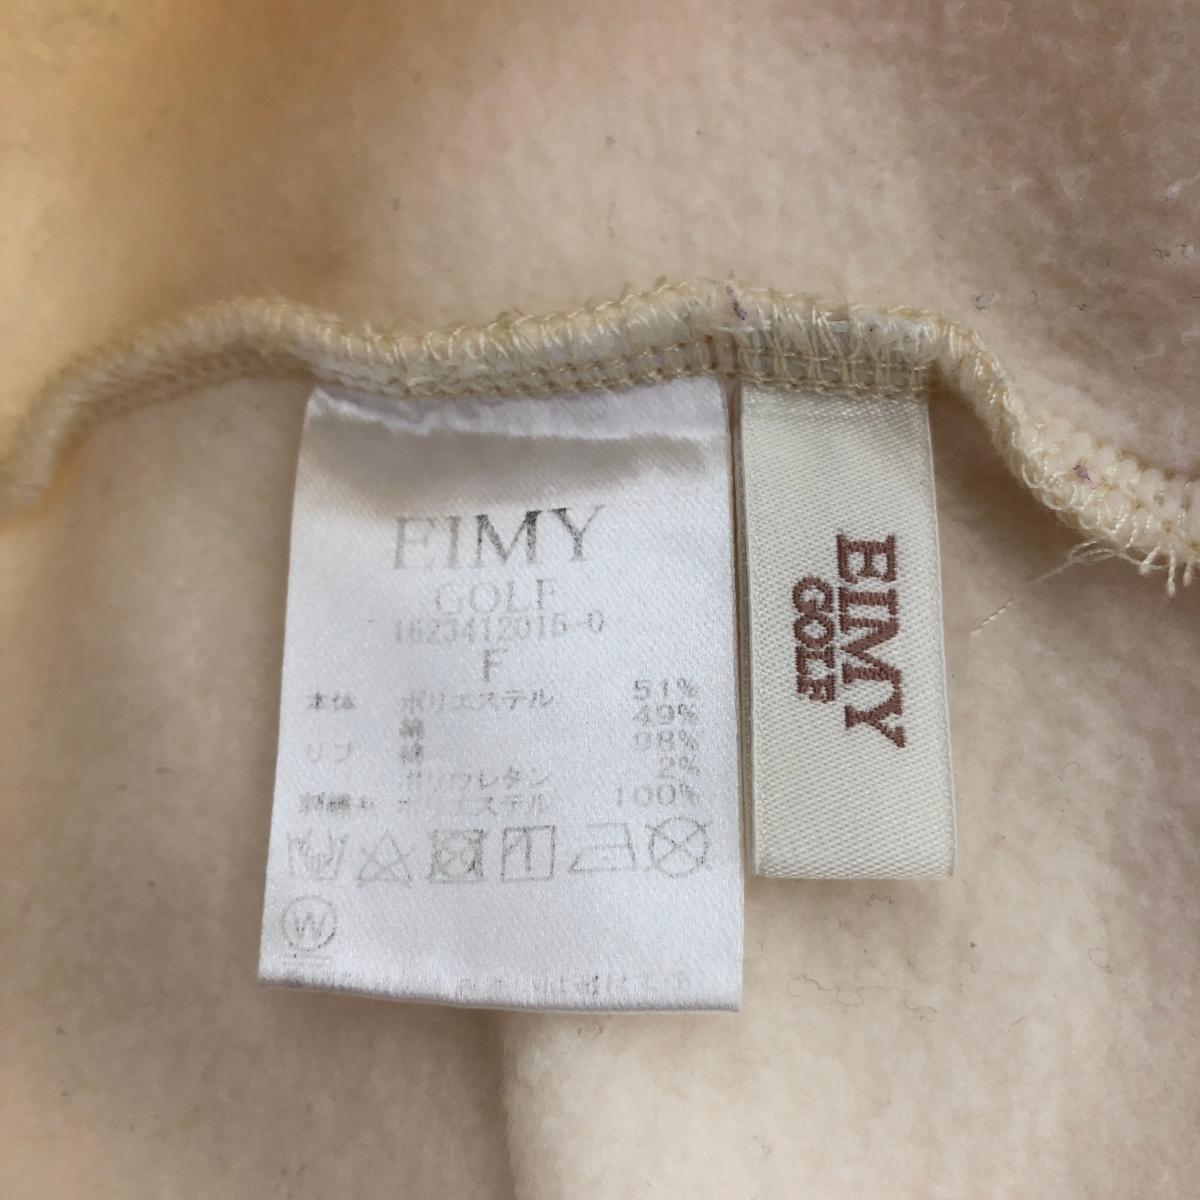 EIMY
GOLF
1623412016-0
F
本体 ポリエステル 51%
綿 49%
リブ 綿 98%
ポリウレタン 2%
刺繍糸 ポリエステル 100%
W
EIMY
GOLF